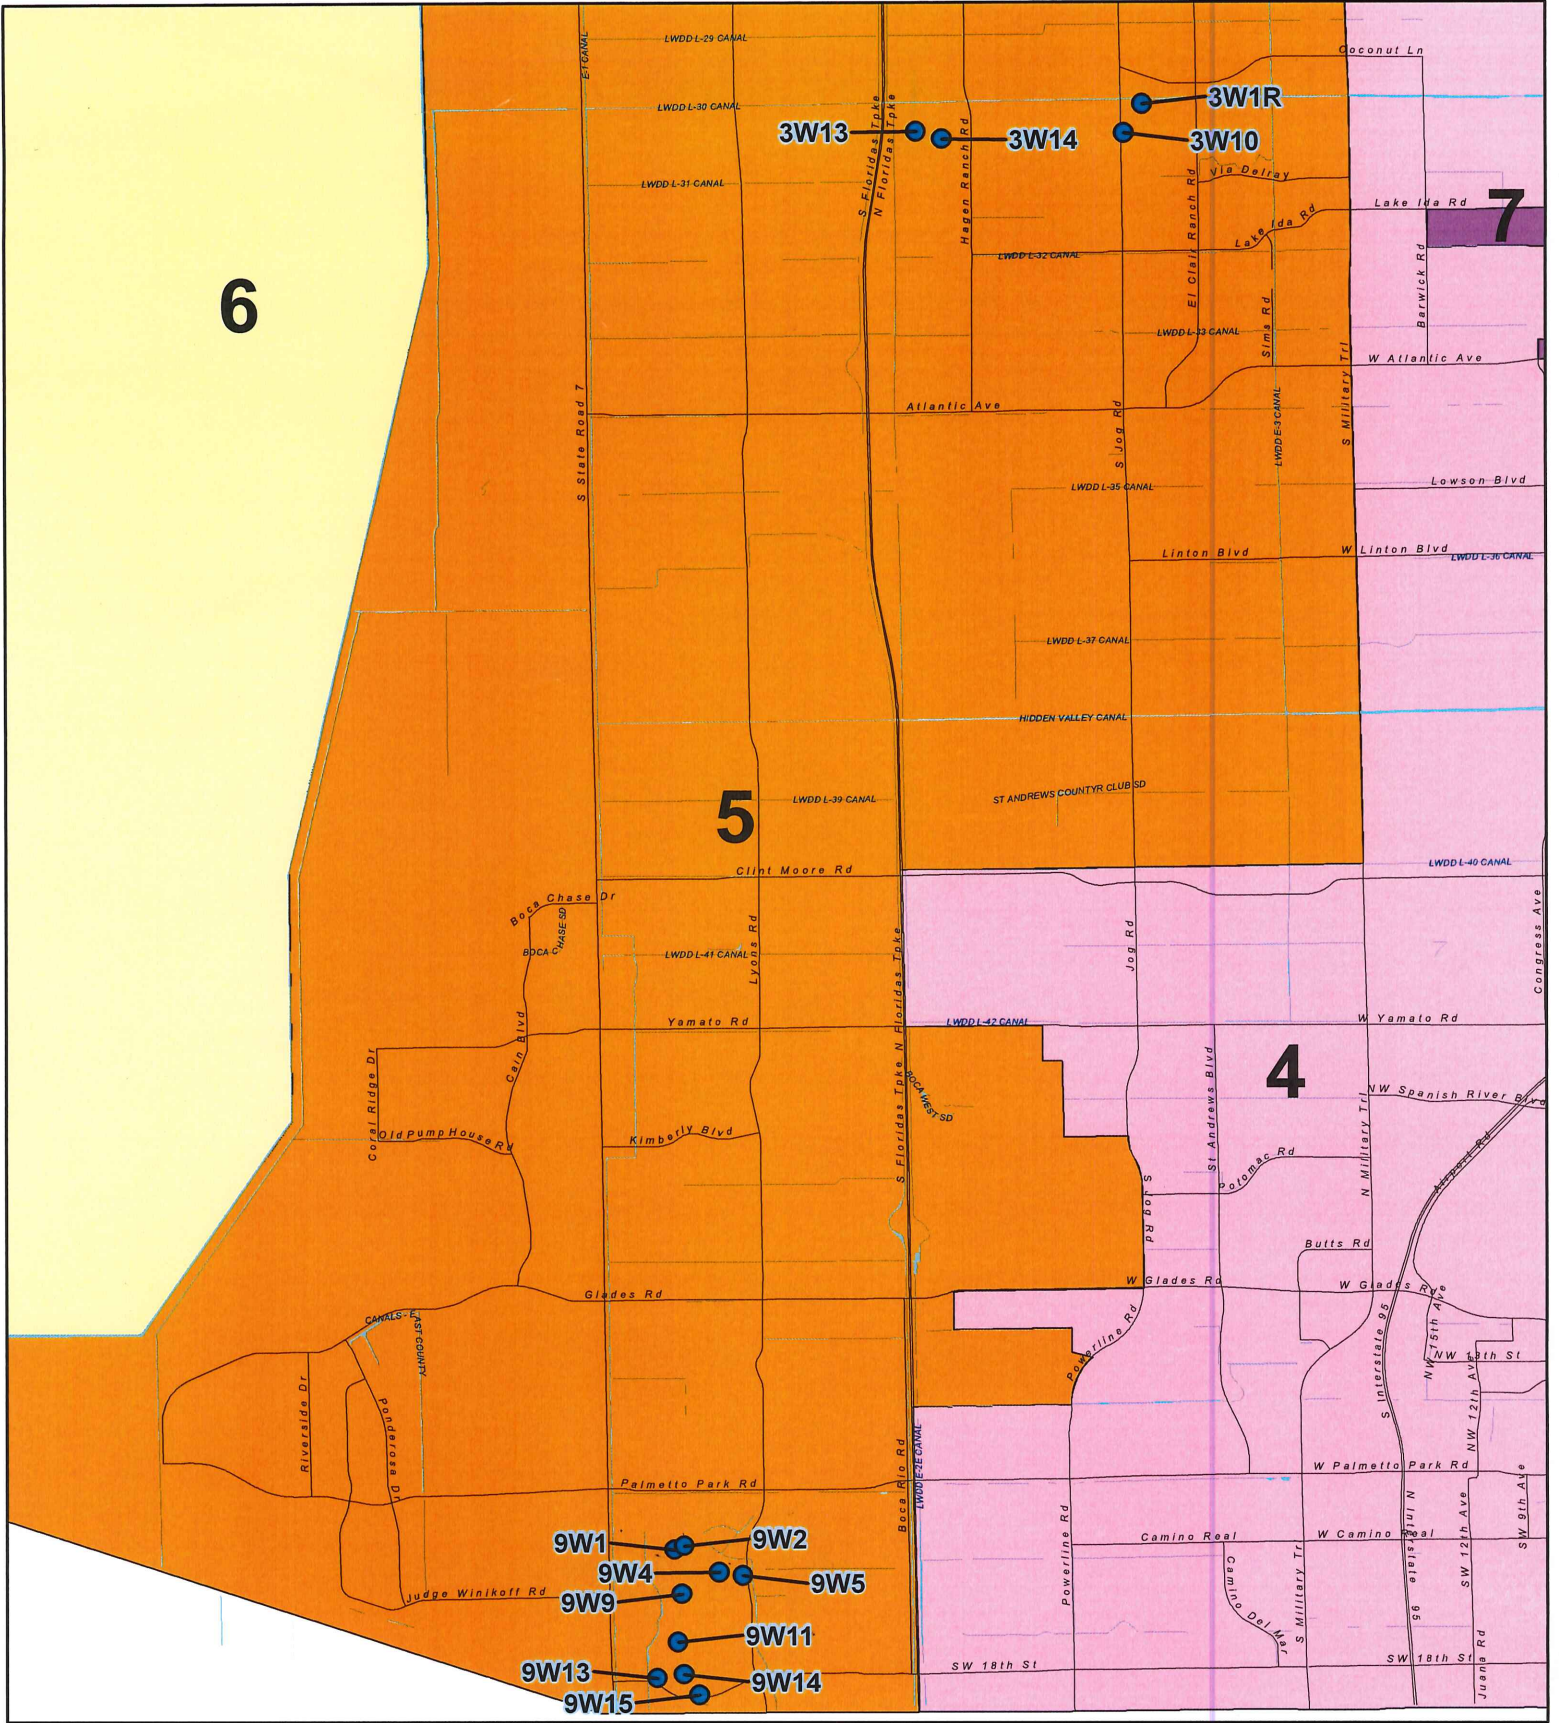 LWDD L-29 CANAL
E-1 CANAL
Coconut Ln
LWDD L-30 CANAL
3W1R
3W13
3W14
3W10
S Floridas Tpke
N Floridas Tpke
Hagen Ranch Rd
LWDD L-31 CANAL
Via Delray
El Clair Ranch Rd
Lake Ida Rd
Lake Ida Rd
7
LWDD L-32 CANAL
Barwick Rd
6
Sims Rd
LWDD L-33 CANAL
S Military Trl
W Atlantic Ave
S State Road 7
Atlantic Ave
S Jog Rd
LWDD E-3 CANAL
LWDD L-35 CANAL
Lowson Blvd
Linton Blvd
W Linton Blvd
LWDD L-36 CANAL
LWDD L-37 CANAL
HIDDEN VALLEY CANAL
5
LWDD L-39 CANAL
ST ANDREWS COUNTYR CLUB SD
Clint Moore Rd
LWDD L-40 CANAL
Boca Chase Dr
BOCA CHASE SD
Lyons Rd
LWDD L-41 CANAL
Jog Rd
Congress Ave
Yamato Rd
S Floridas Tpke
N Floridas Tpke
LWDD L-42 CANAL
W Yamato Rd
Cain Blvd
Coral Ridge Dr
BOCA WEST SD
St Andrews Blvd
4
NW Spanish River Blvd
Old Pump House Rd
Kimberly Blvd
N Military Trl
Airport Rd
Potomac Rd
S Jog Rd
Butts Rd
W Glades Rd
W Glades Rd
Glades Rd
CANALS - EAST COUNTY
Powerline Rd
S Interstate 95
NW 15th Ave
NW 13th St
NW 12th Ave
Riverside Dr
Ponderosa Dr
Boca Rio Rd
LWDD E-2E CANAL
Palmetto Park Rd
W Palmetto Park Rd
Powerline Rd
N Interstate 95
SW 12th Ave
SW 9th Ave
9W1
9W2
Camino Real
W Camino Real
9W4
9W5
Camino Del Mar
S Military Tr
Judge Winikoff Rd
9W9
9W11
9W13
9W14
SW 18th St
SW 18th St
Juana Rd
9W15